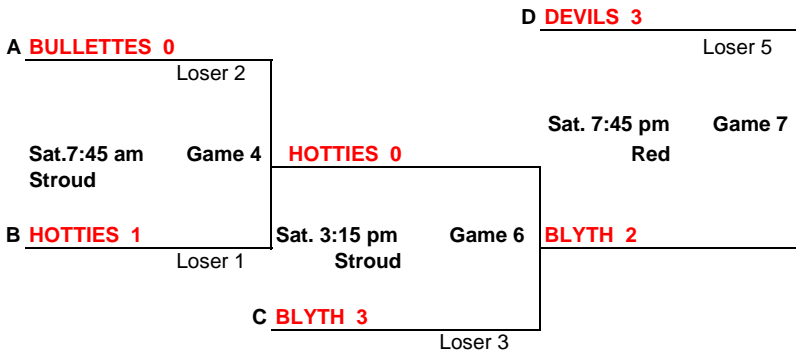 D DEVILS 3
A BULLETTES 0
Loser 5
Loser 2
Sat. 7:45 pm Game 7
Red
Sat.7:45 am Game 4
Stroud
HOTTIES 0
B HOTTIES 1
Loser 1
Sat. 3:15 pm Game 6
Stroud
BLYTH 2
C BLYTH 3
Loser 3